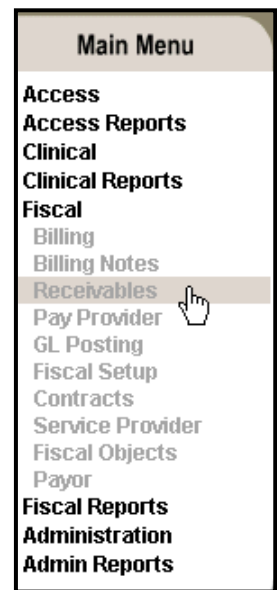 Main Menu
Access
Access Reports
Clinical
Clinical Reports
Fiscal
Billing
Billing Notes
Receivables
Pay Provider
GL Posting
Fiscal Setup
Contracts
Service Provider
Fiscal Objects
Payor
Fiscal Reports
Administration
Admin Reports